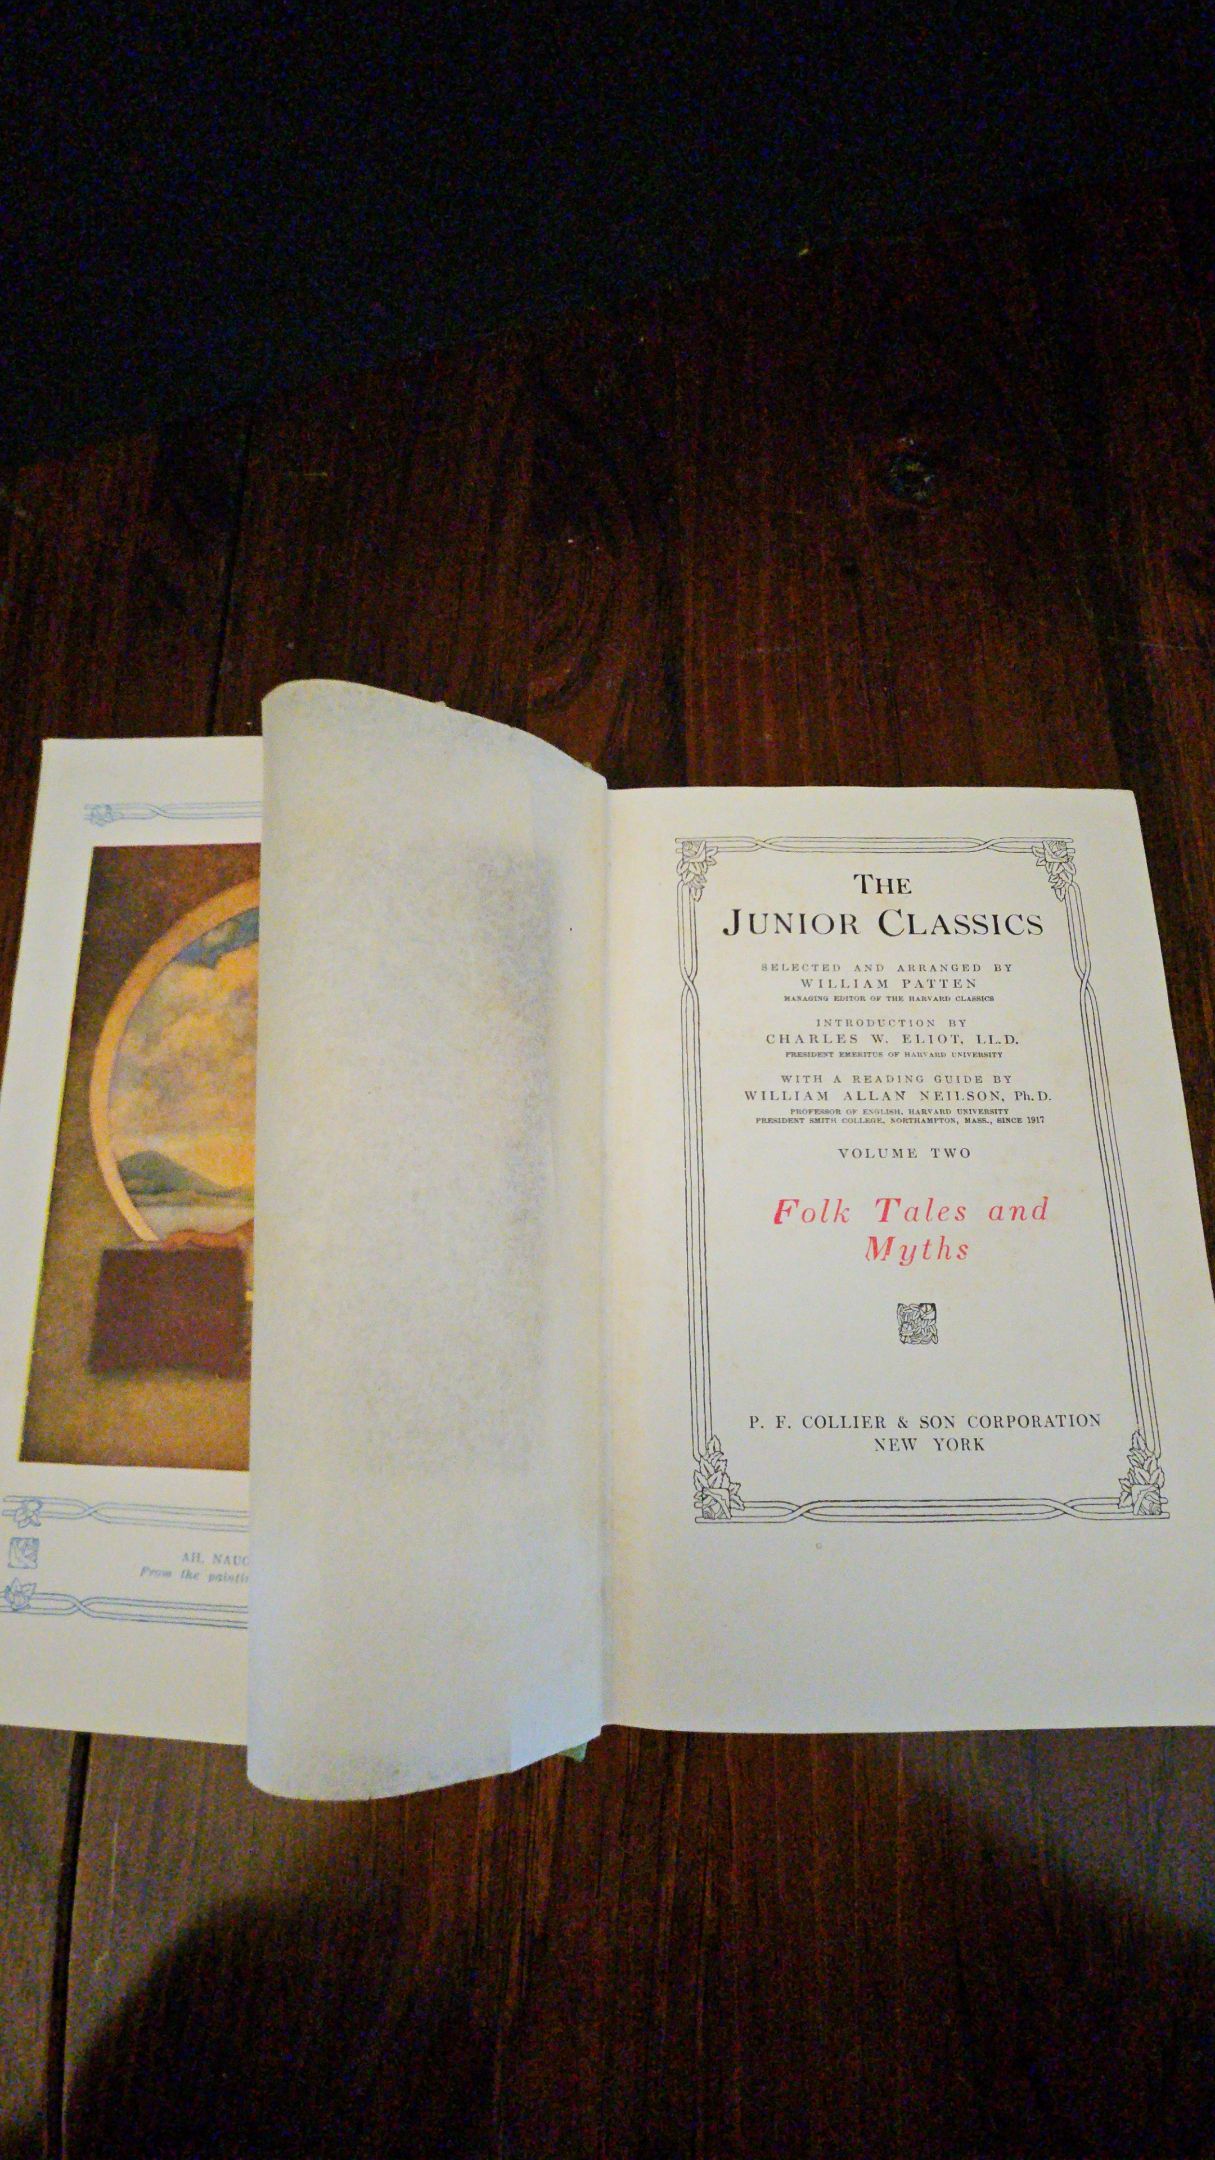 AH, NAUG
From the paintin
THE
JUNIOR CLASSICS
SELECTED AND ARRANGED BY
WILLIAM PATTEN
MANAGING EDITOR OF THE HARVARD CLASSICS
INTRODUCTION BY
CHARLES W. ELIOT, LL.D.
PRESIDENT EMERITUS OF HARVARD UNIVERSITY
WITH A READING GUIDE BY
WILLIAM ALLAN NEILSON, Ph.D.
PROFESSOR OF ENGLISH, HARVARD UNIVERSITY
PRESIDENT SMITH COLLEGE, NORTHAMPTON, MASS., SINCE 1917
VOLUME TWO
Folk Tales and
Myths
P. F. COLLIER & SON CORPORATION
NEW YORK